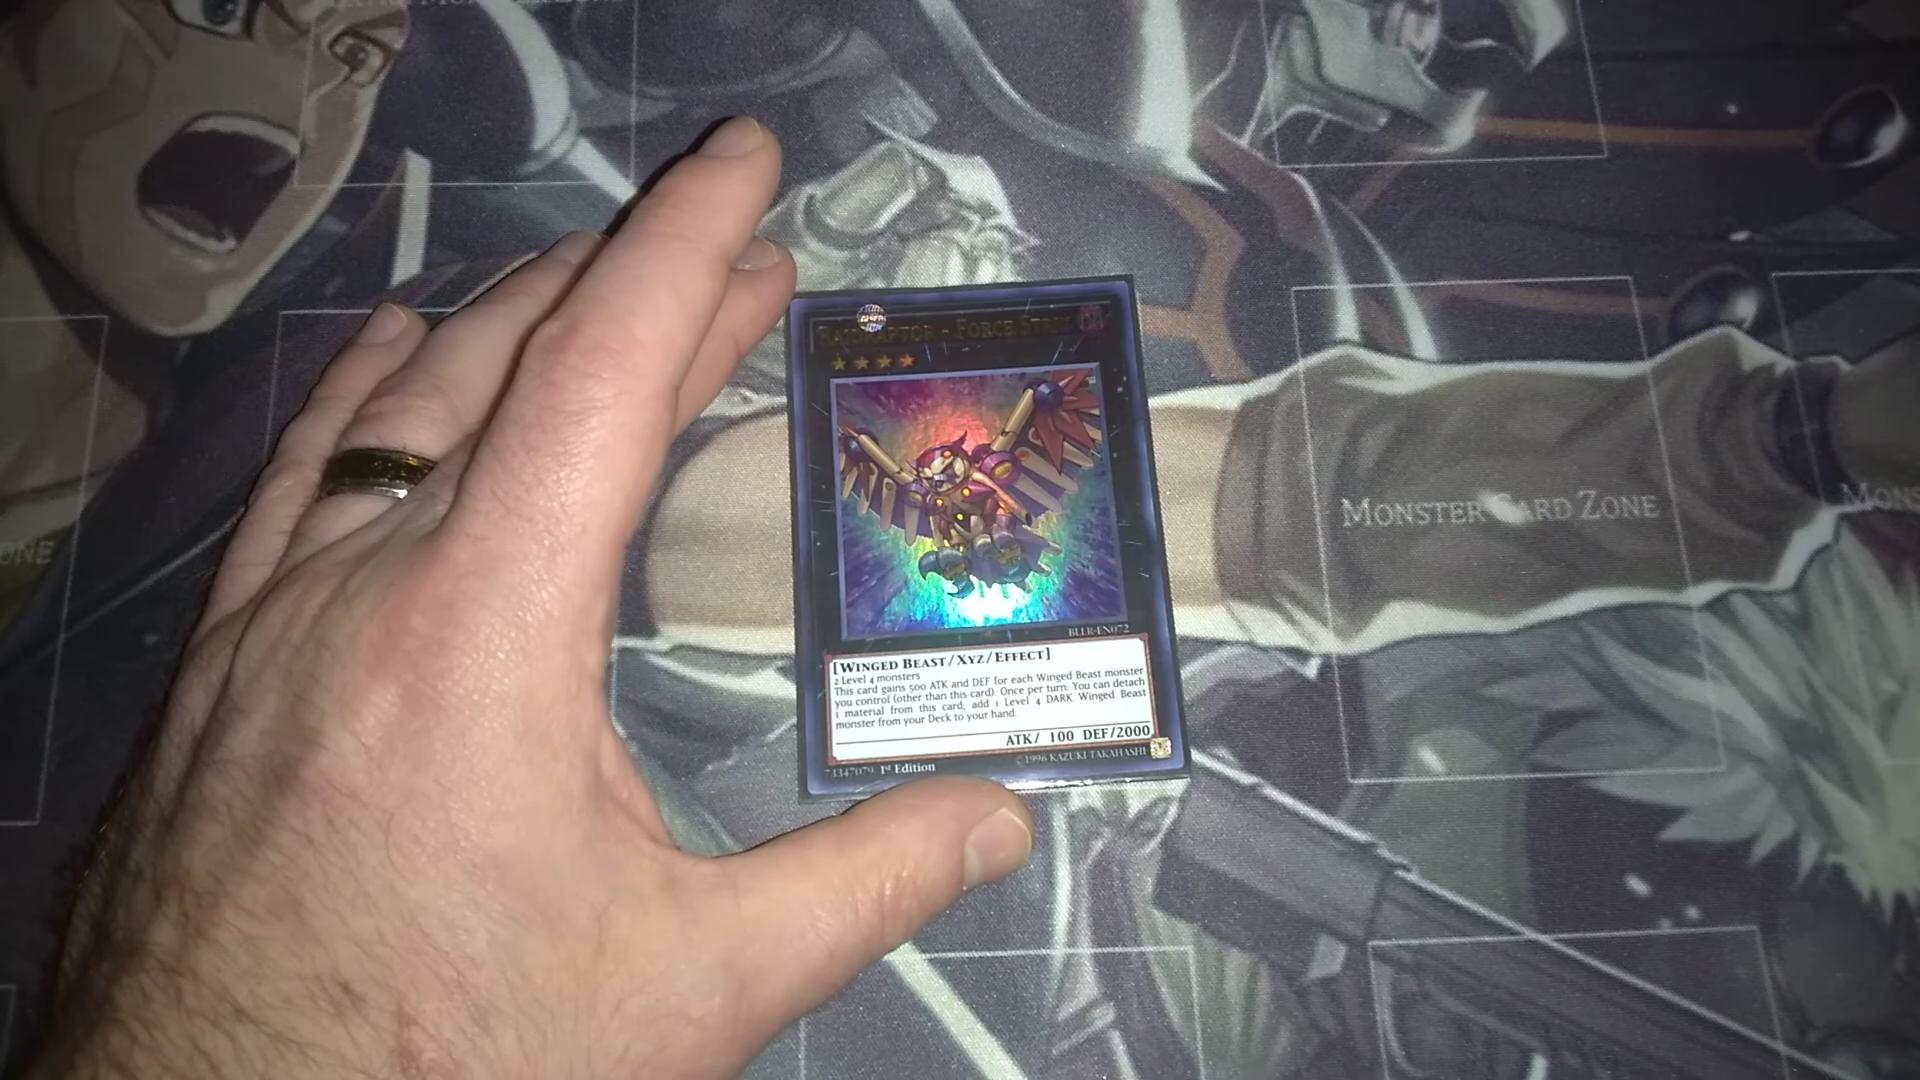 RAIDRAPTOR - FORCE STRIX
BLLR-EN072
[WINGED BEAST/XYZ/EFFECT]
2 Level 4 monsters
This card gains 500 ATK and DEF for each Winged Beast monster
you control (other than this card). Once per turn: You can detach
1 material from this card; add 1 Level 4 DARK Winged Beast
monster from your Deck to your hand.
ATK/ 100 DEF/2000
73347079 1st Edition
©1996 KAZUKI TAKAHASHI
MONSTER CARD ZONE
MONS
ONE